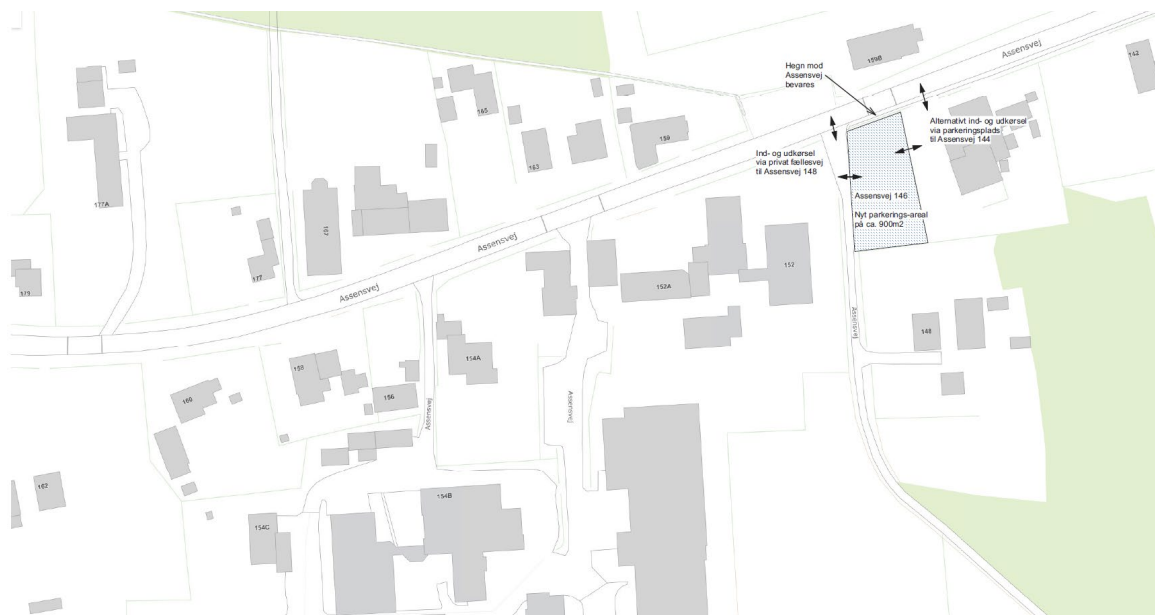 Assensvej
142
159B
Hegn mod
Assensvej
bevares
Alternativt ind- og udkørsel
via parkeringsplads
til Assensvej 144
165
159
163
Ind- og udkørsel
via privat fællesvej
til Assensvej 148
177A
Assensvej 146
Nyt parkerings-areal
på ca. 900m2
167
Assensvej
177
179
152
152A
Assensvej
Assensvej
148
158
156
Assensvej
Assensvej
160
162
154B
154C